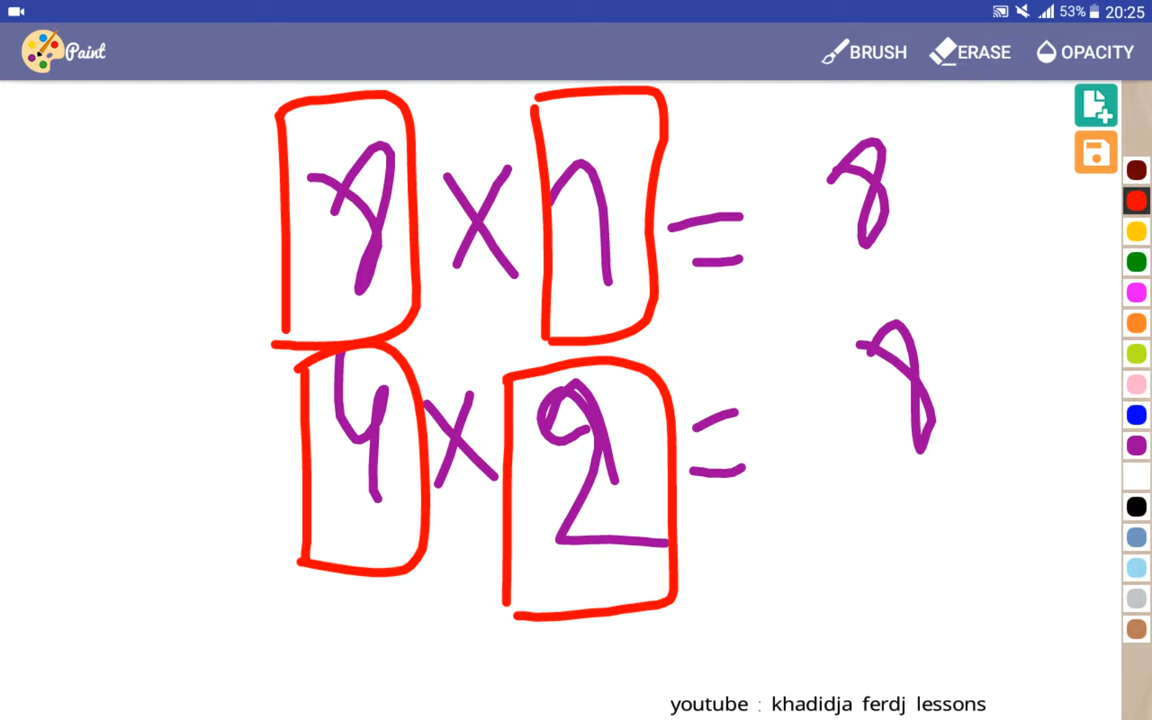 20:25
53%
Paint
BRUSH
ERASE
OPACITY
8 × 1 = 8
4 × 2 = 8
youtube : khadidja ferdj lessons